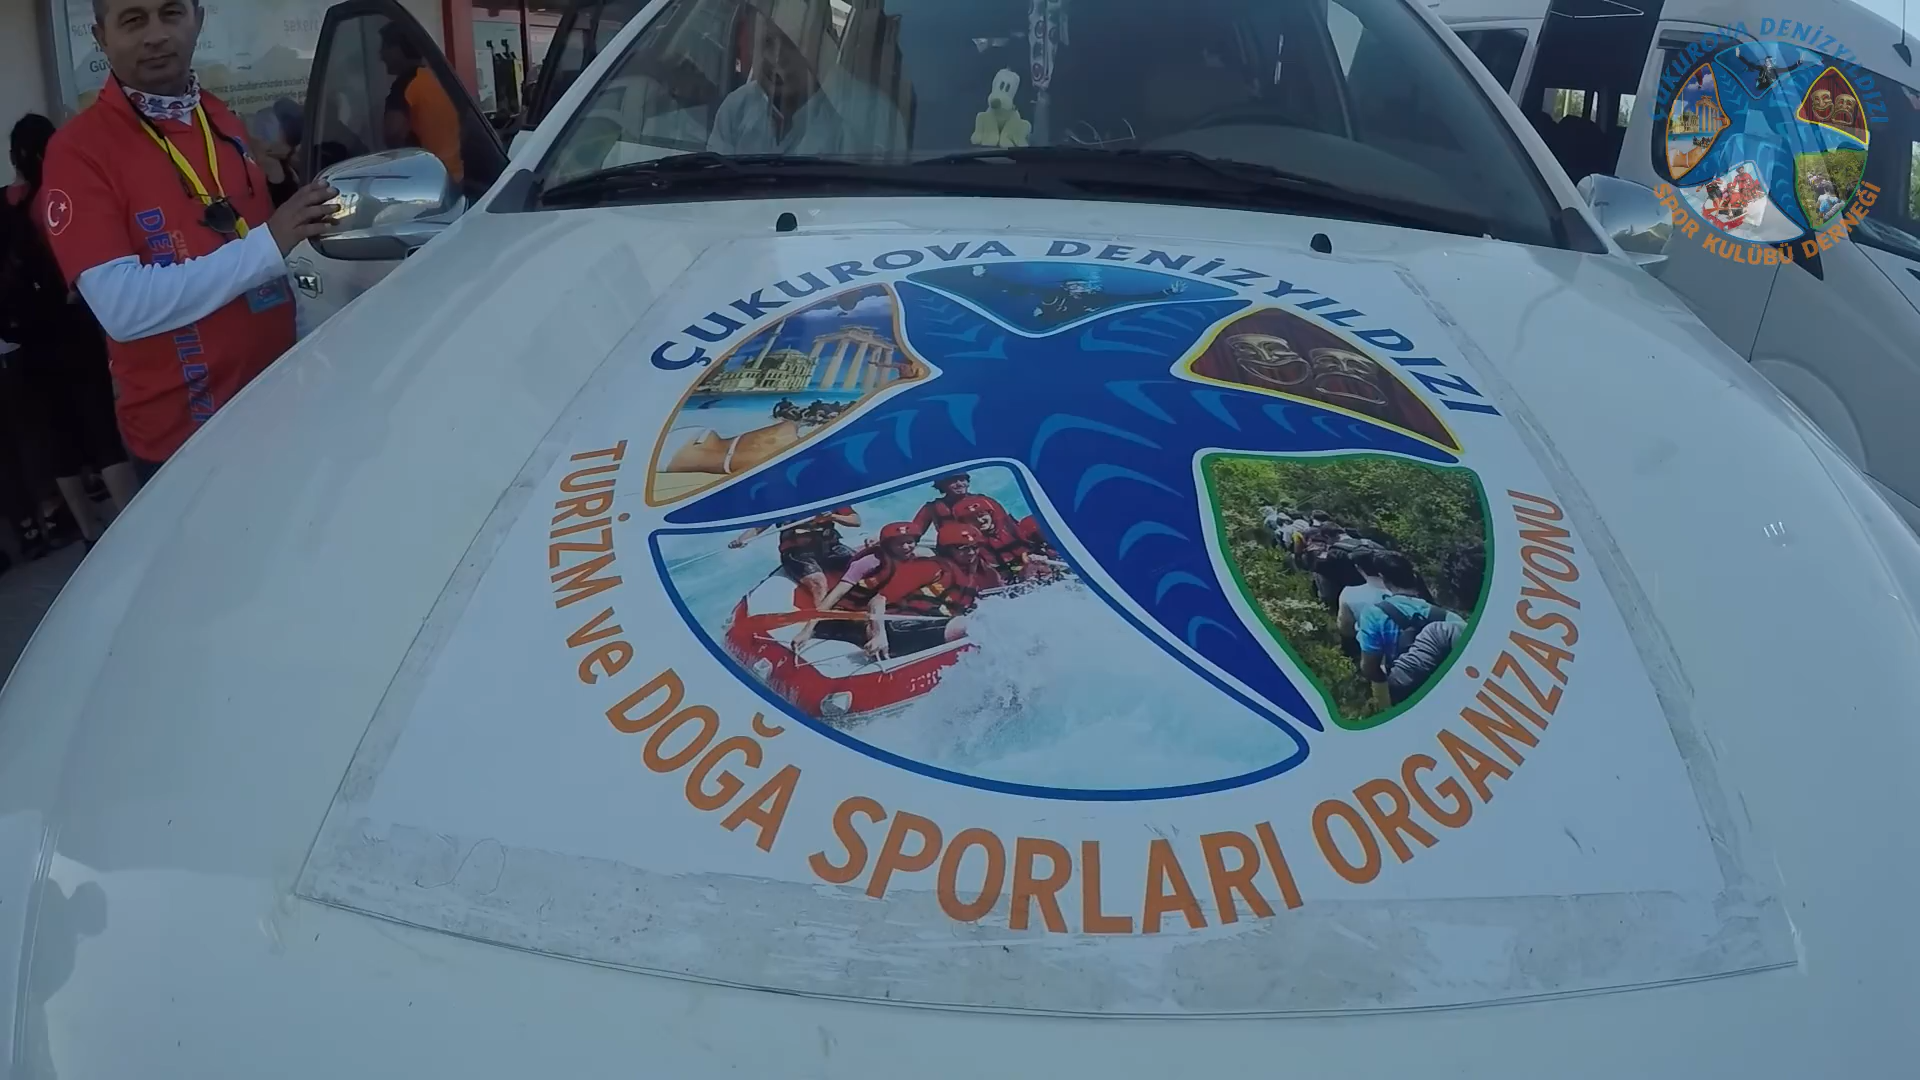 ÇUKUROVA DENİZYILDIZI
TURİZM ve DOĞA SPORLARI ORGANİZASYONU
ÇUKUROVA DENİZYILDIZI
SPOR KULÜBÜ DERNEĞİ